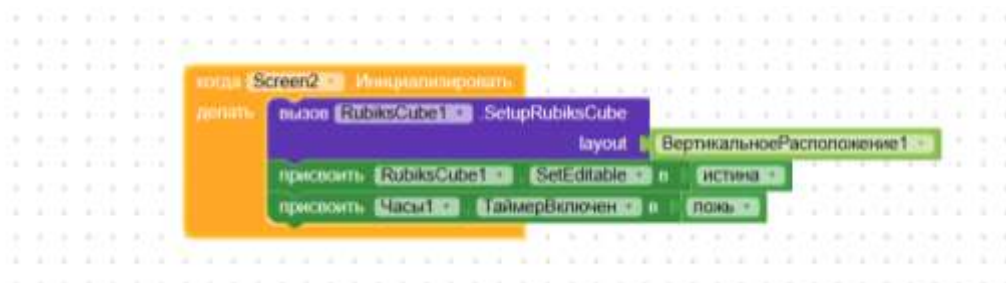 когда Screen2 Инициализировать
делать вызов RubiksCube1 .SetupRubiksCube
layout ВертикальноеРасположение1
присвоить RubiksCube1 . SetEditable в истина
присвоить Часы1 . ТаймерВключен в ложь